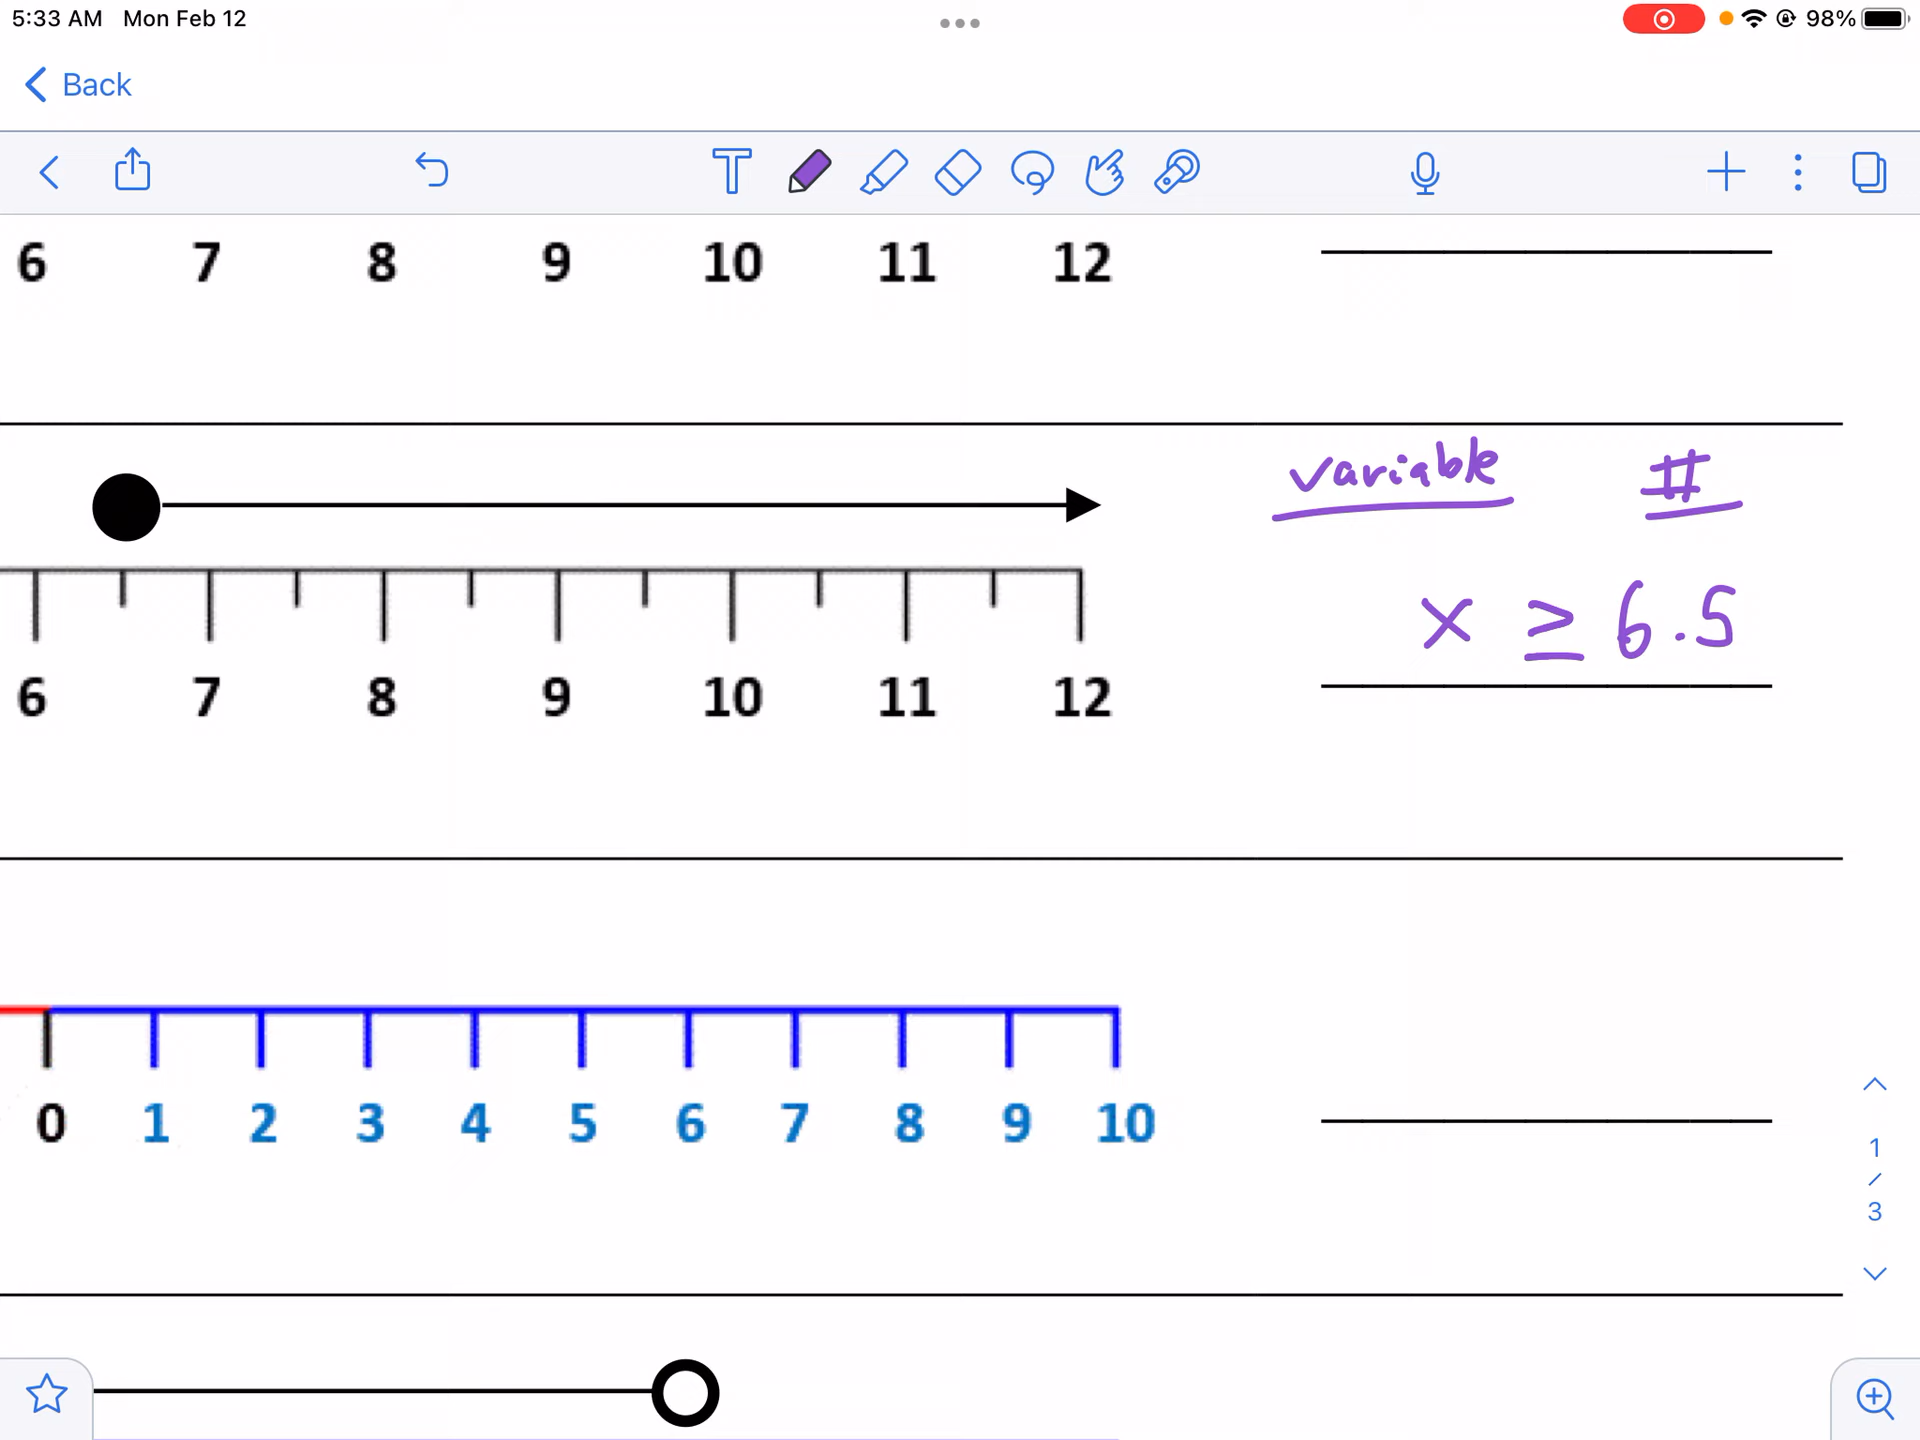 5:33 AM Mon Feb 12
98%
Back
6 7 8 9 10 11 12
variable #
x ≥ 6.5
6 7 8 9 10 11 12
0 1 2 3 4 5 6 7 8 9 10
1
/
3